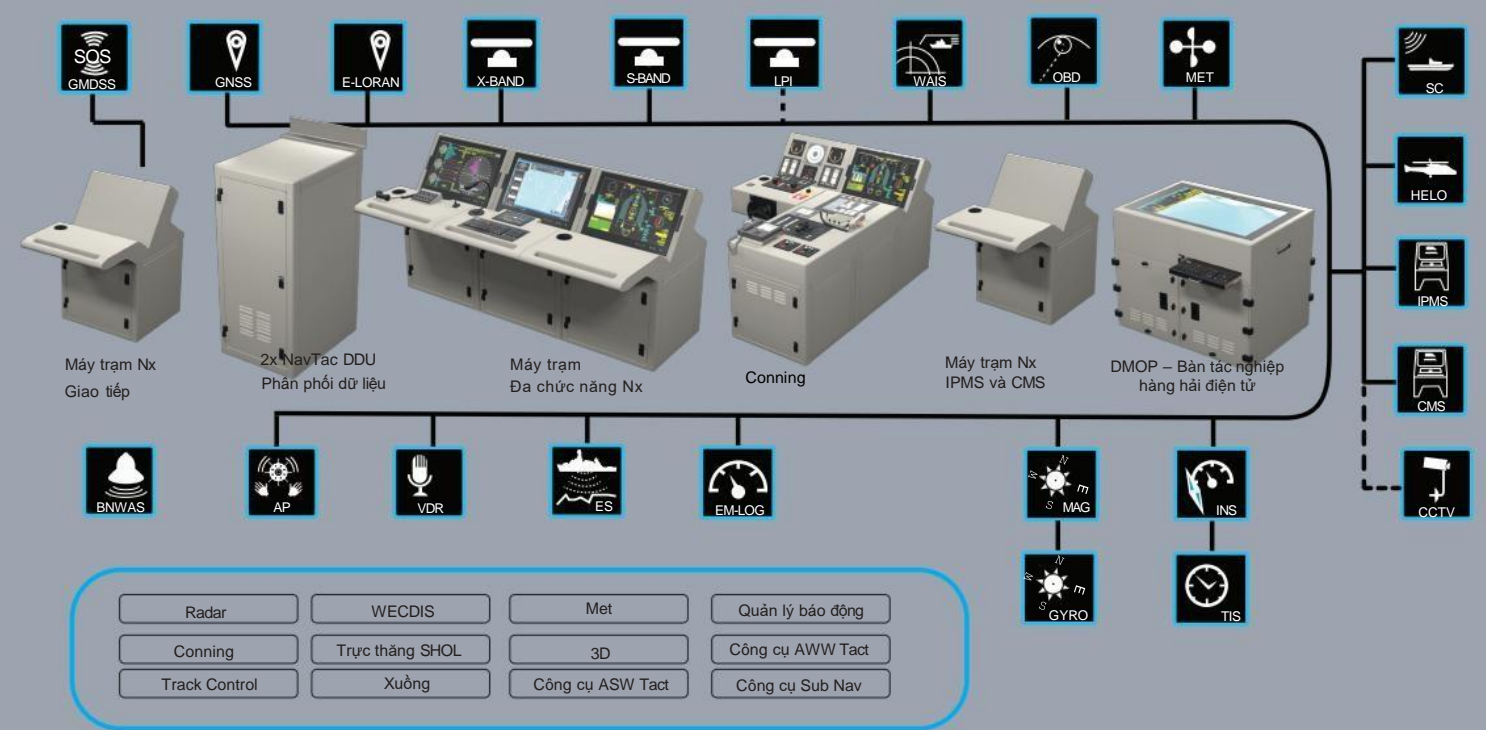 SOS
GMDSS
GNSS
E-LORAN
X-BAND
S-BAND
LPI
WAIS
OBD
MET
SC
HELO
IPMS
CMS
CCTV
Máy trạm Nx
Giao tiếp
2x NavTac DDU
Phân phối dữ liệu
Máy trạm
Đa chức năng Nx
Conning
Máy trạm Nx
IPMS và CMS
DMOP – Bàn tác nghiệp
hàng hải điện tử
BNWAS
AP
VDR
ES
EM-LOG
N
E
S
MAG
INS
N
E
S
GYRO
TIS
Radar
WECDIS
Met
Quản lý báo động
Conning
Trực thăng SHOL
3D
Công cụ AWW Tact
Track Control
Xuồng
Công cụ ASW Tact
Công cụ Sub Nav